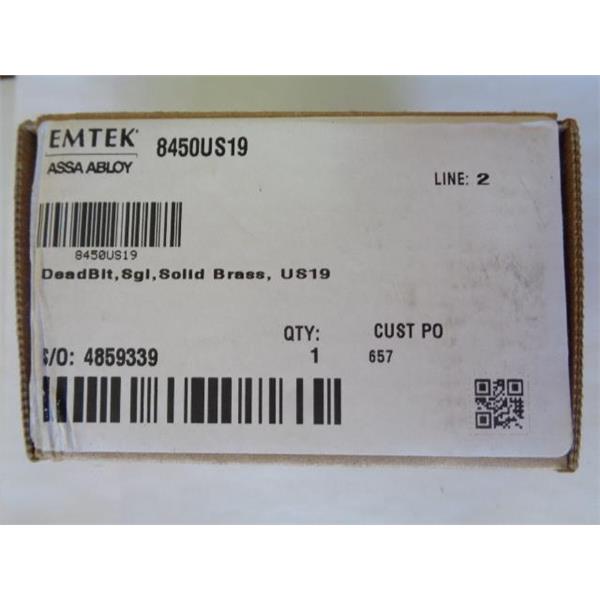 EMTEK 8450US19
ASSA ABLOY
LINE: 2
8450US19
DeadBlt,Sgl,Solid Brass, US19
QTY: CUST PO
S/O: 4859339 1 657